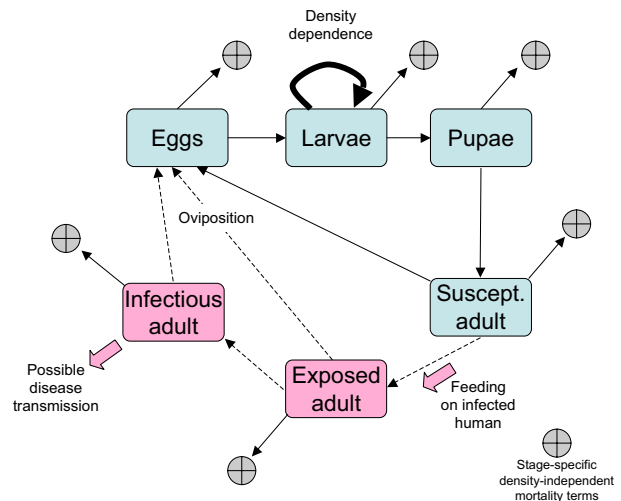 Density
dependence
Eggs
Larvae
Pupae
Oviposition
Infectious
adult
Suscept.
adult
Possible
disease
transmission
Exposed
adult
Feeding
on infected
human
Stage-specific
density-independent
mortality terms